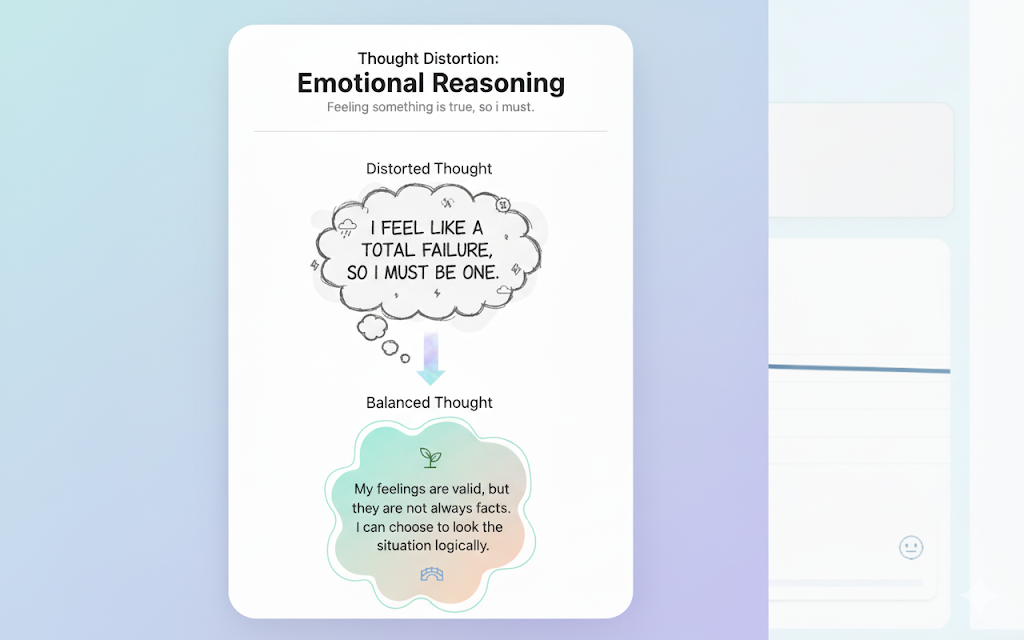 Thought Distortion:
Emotional Reasoning
Feeling something is true, so i must.
Distorted Thought
I FEEL LIKE A
TOTAL FAILURE,
SO I MUST BE ONE.
Balanced Thought
My feelings are valid, but
they are not always facts.
I can choose to look the
situation logically.